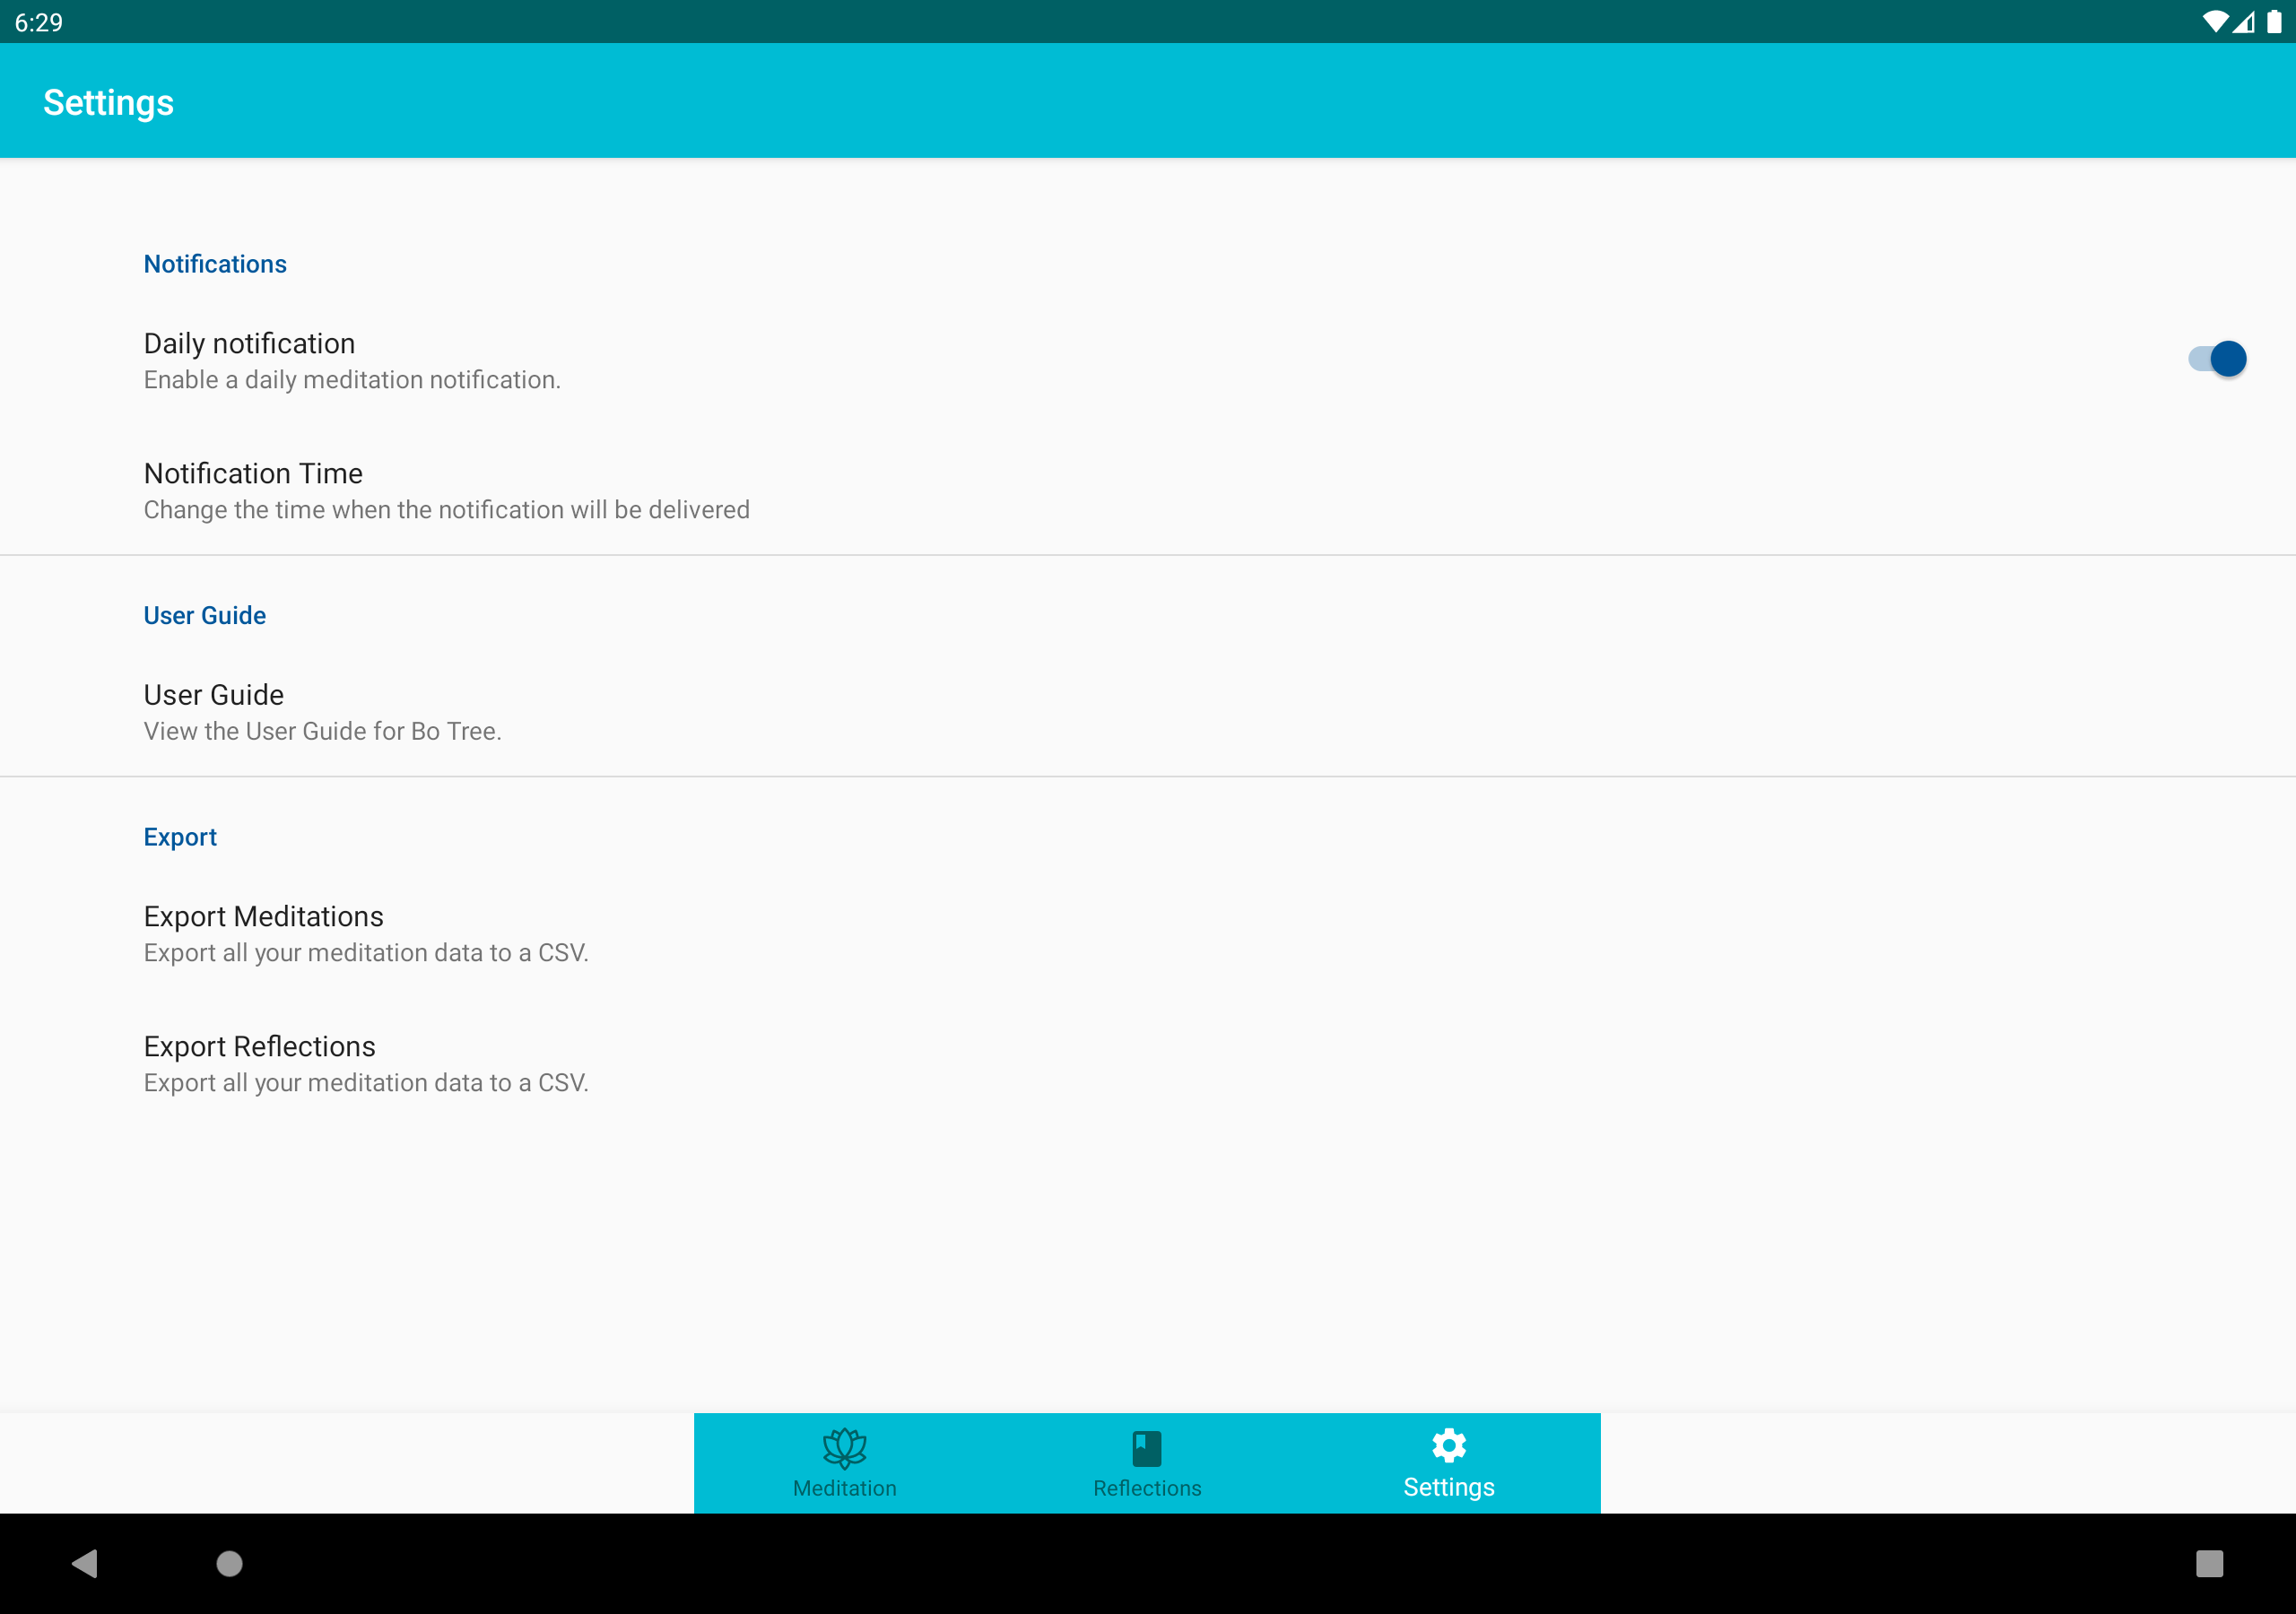 6:29
Settings
Notifications
Daily notification
Enable a daily meditation notification.
Notification Time
Change the time when the notification will be delivered
User Guide
User Guide
View the User Guide for Bo Tree.
Export
Export Meditations
Export all your meditation data to a CSV.
Export Reflections
Export all your meditation data to a CSV.
Meditation
Reflections
Settings